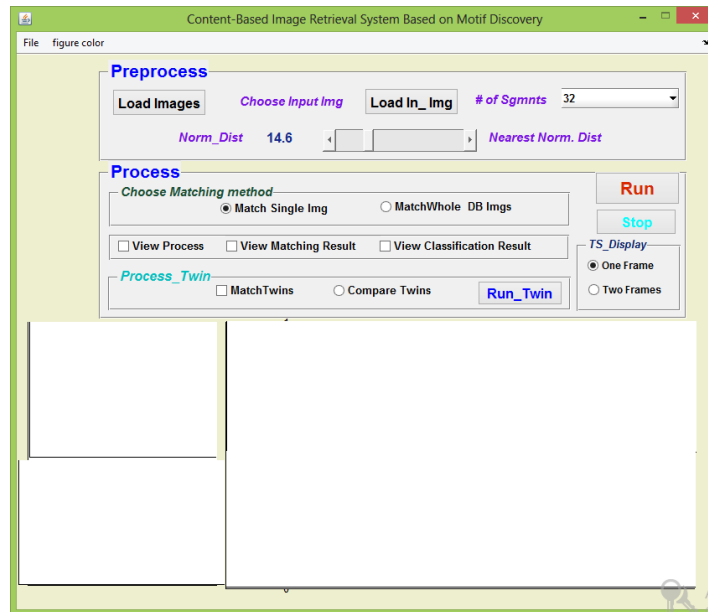 Content-Based Image Retrieval System Based on Motif Discovery
File figure color
Preprocess
Load Images Choose Input Img Load In_ Img # of Sgmnts 32
Norm_Dist 14.6 Nearest Norm. Dist
Process
Choose Matching method
Match Single Img MatchWhole DB Imgs
Run
Stop
View Process View Matching Result View Classification Result
TS_Display
One Frame
Two Frames
Process_Twin
MatchTwins Compare Twins Run_Twin